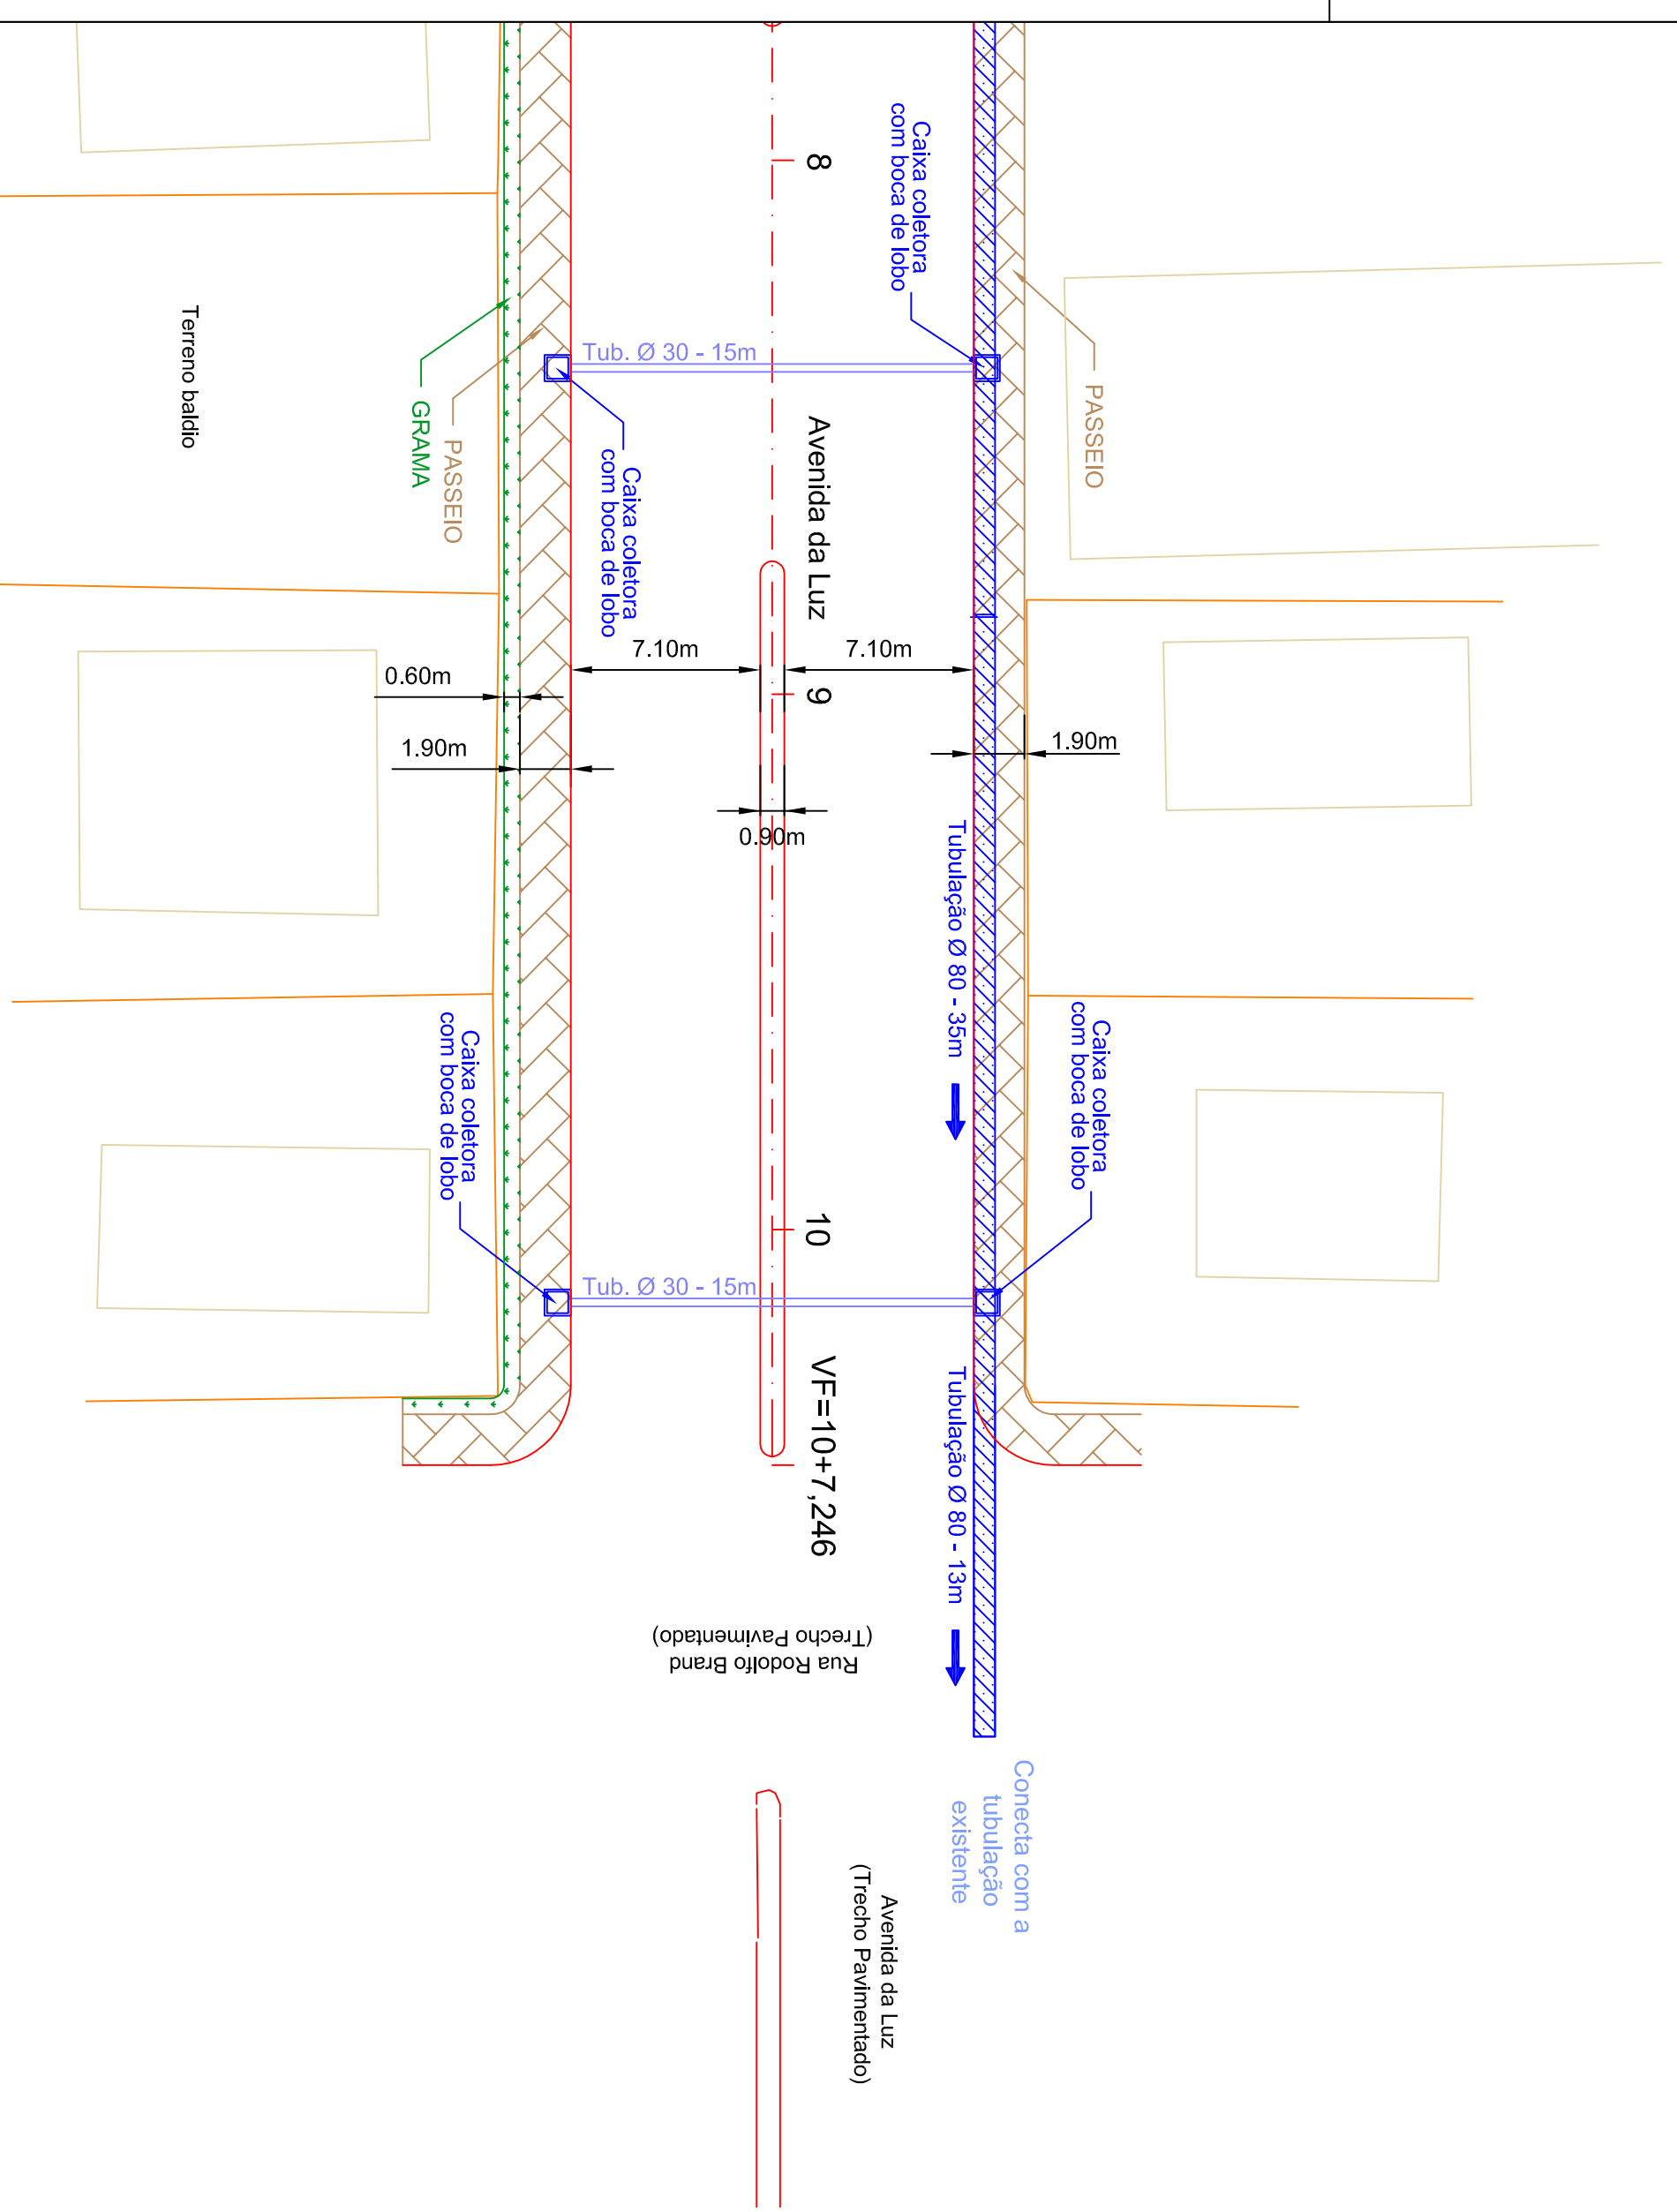 8
Caixa coletora
com boca de lobo
Terreno baldio
GRAMA
PASSEIO
Tub. Ø 30 - 15m
Caixa coletora
com boca de lobo
Avenida da Luz
PASSEIO
7.10m
7.10m
0.60m
9
1.90m
1.90m
0.90m
Tubulação Ø 80 - 35m
Caixa coletora
com boca de lobo
Caixa coletora
com boca de lobo
10
Tub. Ø 30 - 15m
VF=10+7,246
Tubulação Ø 80 - 13m
Rua Rodolfo Brand
(Trecho Pavimentado)
Conecta com a
tubulação
existente
Avenida da Luz
(Trecho Pavimentado)